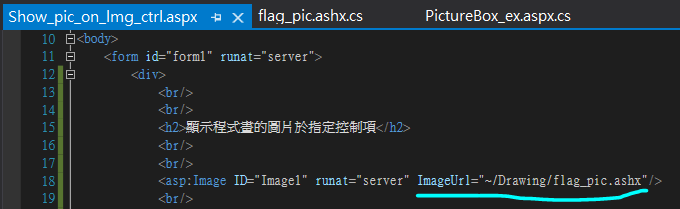 Show_pic_on_Img_ctrl.aspx flag_pic.ashx.cs PictureBox_ex.aspx.cs
10 <body>
11 <form id="form1" runat="server">
12 <div>
13 <br/>
14 <br/>
15 <h2>顯示程式畫的圖片於指定控制項</h2>
16 <br/>
17 <br/>
18 <asp:Image ID="Image1" runat="server" ImageUrl="~/Drawing/flag_pic.ashx"/>
19 <br/>